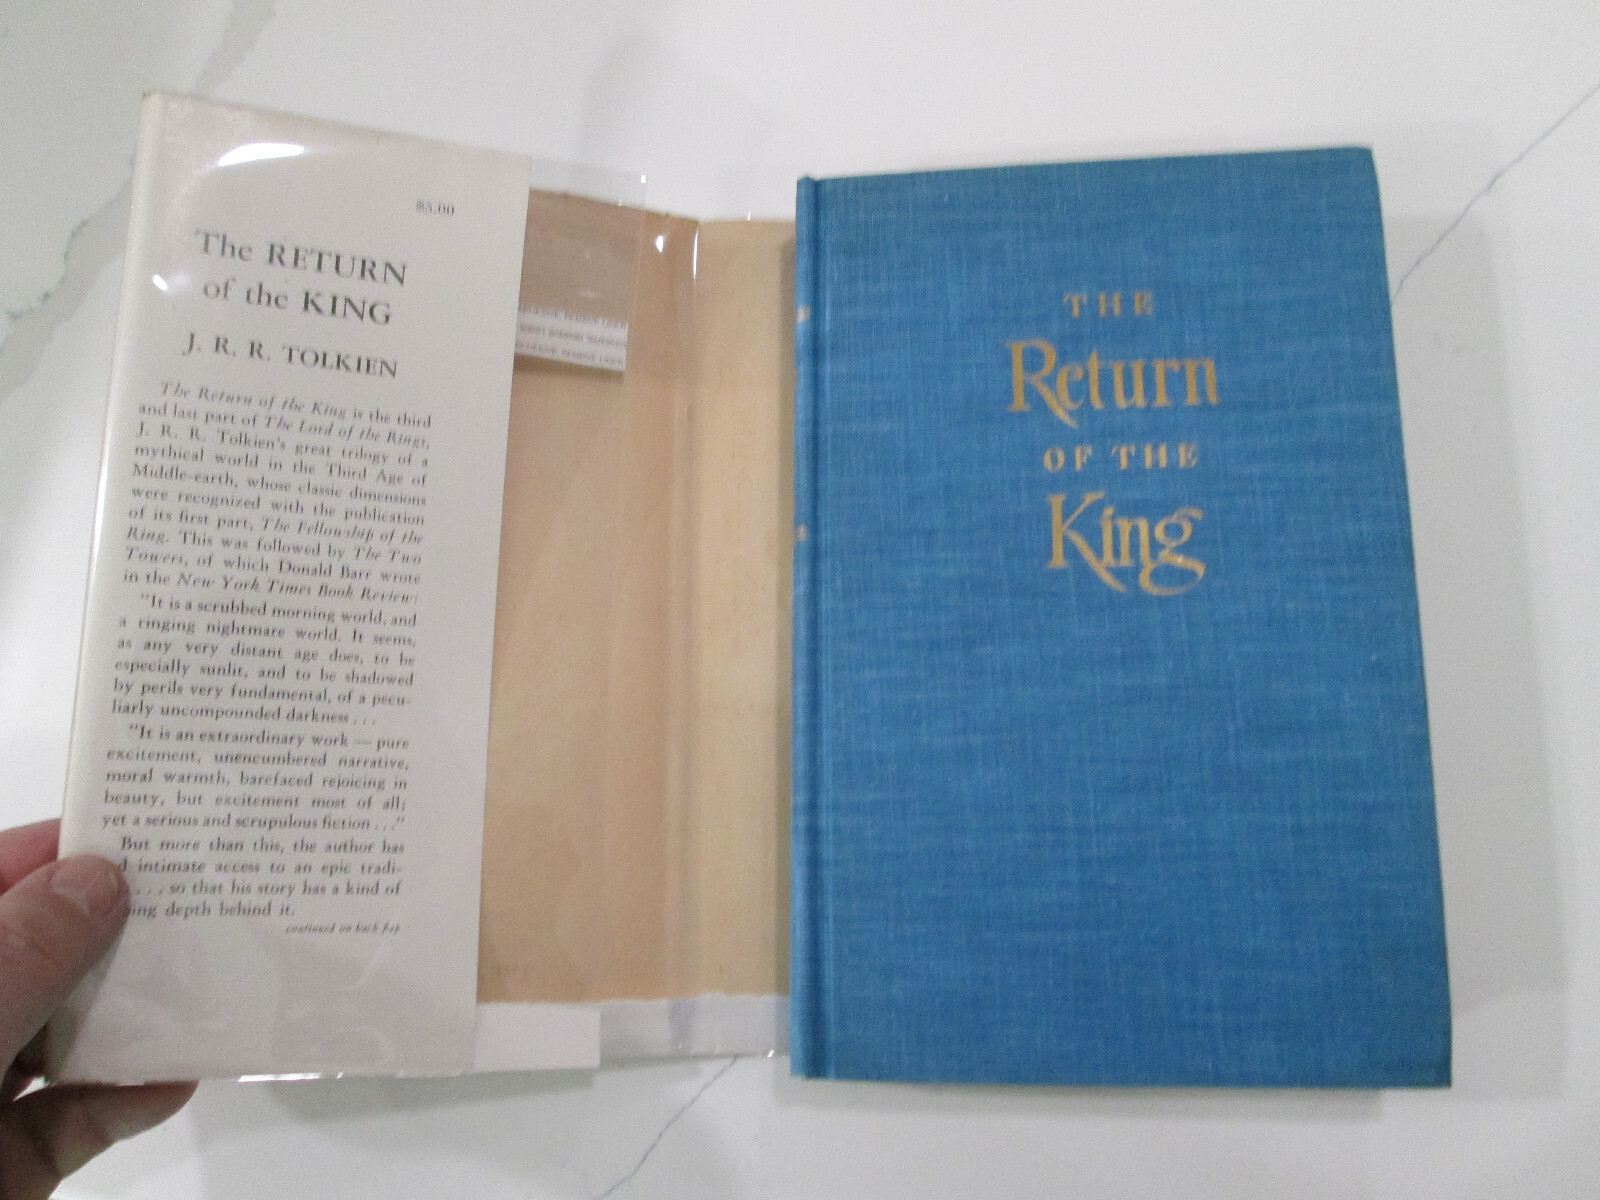 $5.00
The RETURN
of the KING
J. R. R. TOLKIEN
The Return of the King is the third
and last part of The Lord of the Rings,
J. R. R. Tolkien's great trilogy of a
mythical world in the Third Age of
Middle-earth, whose classic dimensions
were recognized with the publication
of its first part, The Fellowship of the
Ring. This was followed by The Two
Towers, of which Donald Barr wrote
in the New York Times Book Review:
"It is a scrubbed morning world, and
a ringing nightmare world. It seems,
as any very distant age does, to be
especially sunlit, and to be shadowed
by perils very fundamental, of a pecu-
liarly uncompounded darkness . . .
"It is an extraordinary work — pure
excitement, unencumbered narrative,
moral warmth, barefaced rejoicing in
beauty, but excitement most of all;
yet a serious and scrupulous fiction . . ."
But more than this, the author has
intimate access to an epic tradi-
. . . so that his story has a kind of
depth behind it.
continued on back flap
THE
Return
OF THE
King